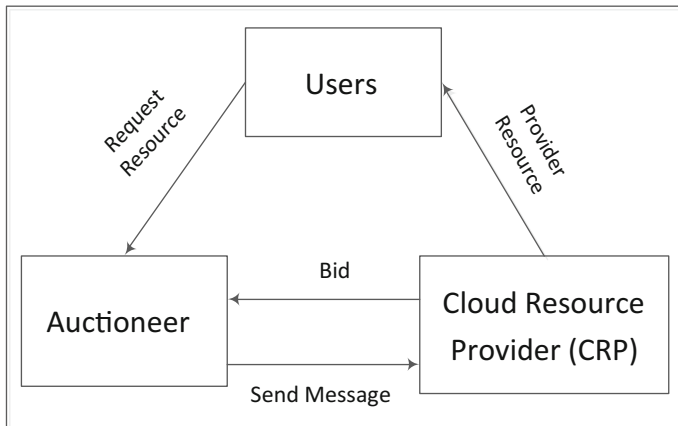 Users
Request
Resource
Provider
Resource
Bid
Auctioneer
Cloud Resource
Provider (CRP)
Send Message